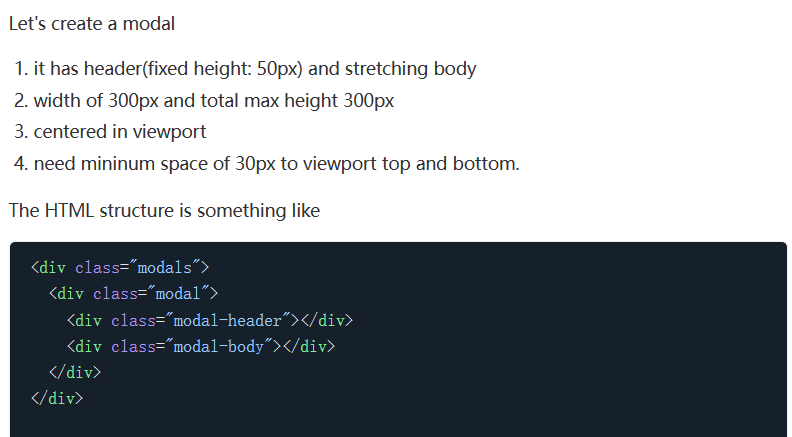 Let's create a modal
1. it has header(fixed height: 50px) and stretching body
2. width of 300px and total max height 300px
3. centered in viewport
4. need mininum space of 30px to viewport top and bottom.
The HTML structure is something like
<div class="modals">
  <div class="modal">
    <div class="modal-header"></div>
    <div class="modal-body"></div>
  </div>
</div>